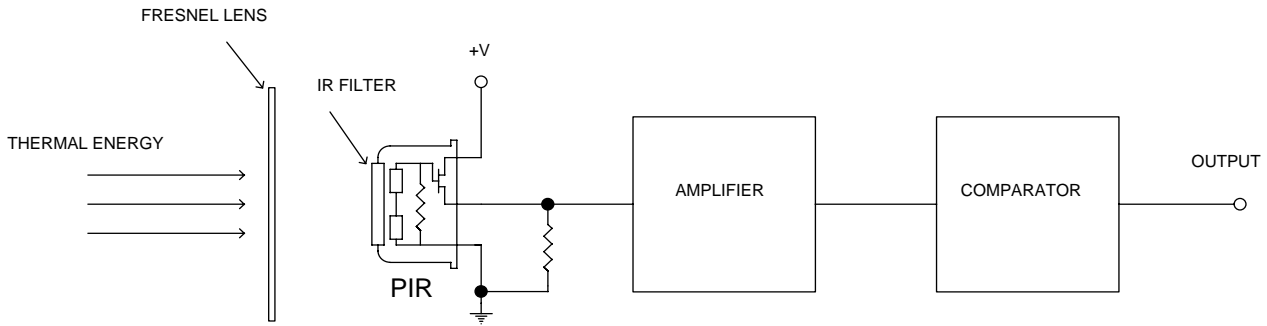 FRESNEL LENS
+V
IR FILTER
THERMAL ENERGY
OUTPUT
AMPLIFIER
COMPARATOR
PIR